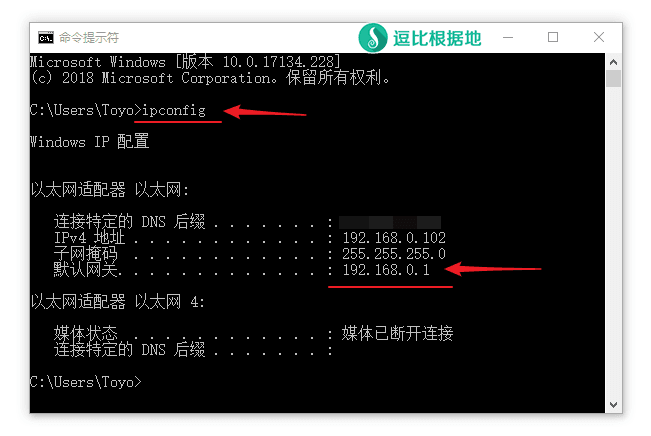 命令提示符
逗比根据地
Microsoft Windows [版本 10.0.17134.228]
(c) 2018 Microsoft Corporation。保留所有权利。
C:\Users\Toyo>ipconfig
Windows IP 配置
以太网适配器 以太网:
连接特定的 DNS 后缀 . . . . . . . :
IPv4 地址 . . . . . . . . . . . . : 192.168.0.102
子网掩码 . . . . . . . . . . . . : 255.255.255.0
默认网关. . . . . . . . . . . . . : 192.168.0.1
以太网适配器 以太网 4:
媒体状态 . . . . . . . . . . . . : 媒体已断开连接
连接特定的 DNS 后缀 . . . . . . . :
C:\Users\Toyo>